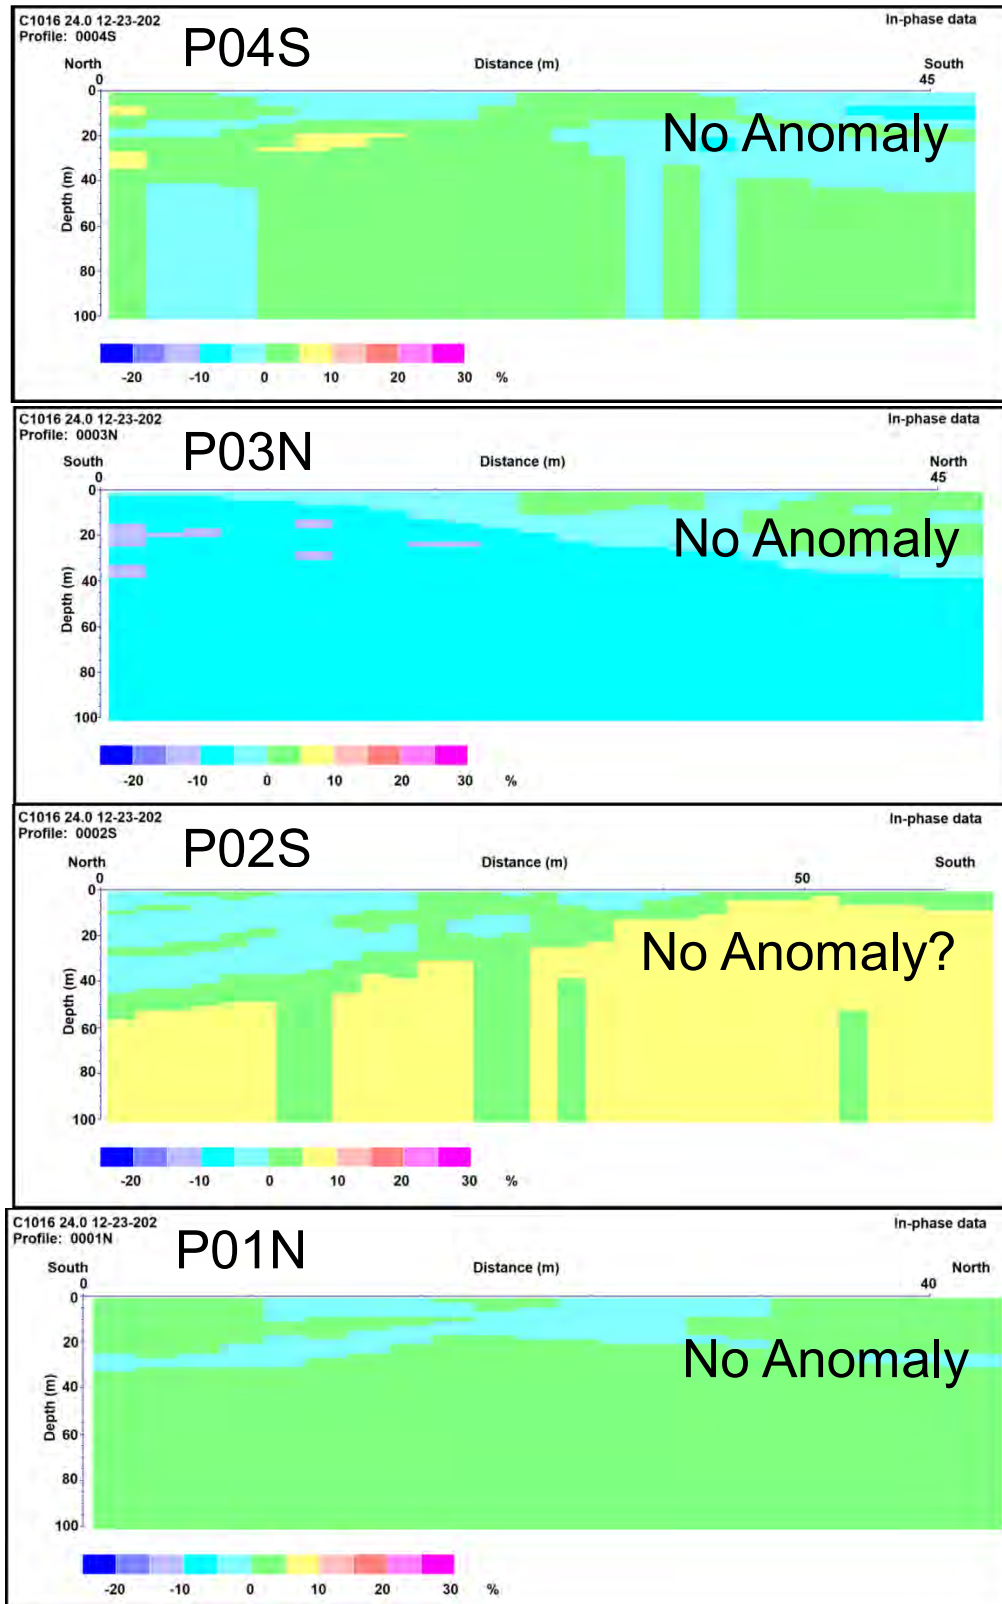 C1016 24.0 12-23-202
In-phase data
Profile: 0004S
P04S
North
Distance (m)
South
0
45
0
20
40
60
80
100
Depth (m)
No Anomaly
-20 -10 0 10 20 30 %
C1016 24.0 12-23-202
In-phase data
Profile: 0003N
P03N
South
Distance (m)
North
0
45
0
20
40
60
80
100
Depth (m)
No Anomaly
-20 -10 0 10 20 30 %
C1016 24.0 12-23-202
In-phase data
Profile: 0002S
P02S
North
Distance (m)
South
0
50
0
20
40
60
80
100
Depth (m)
No Anomaly?
-20 -10 0 10 20 30 %
C1016 24.0 12-23-202
In-phase data
Profile: 0001N
P01N
South
Distance (m)
North
0
40
0
20
40
60
80
100
Depth (m)
No Anomaly
-20 -10 0 10 20 30 %